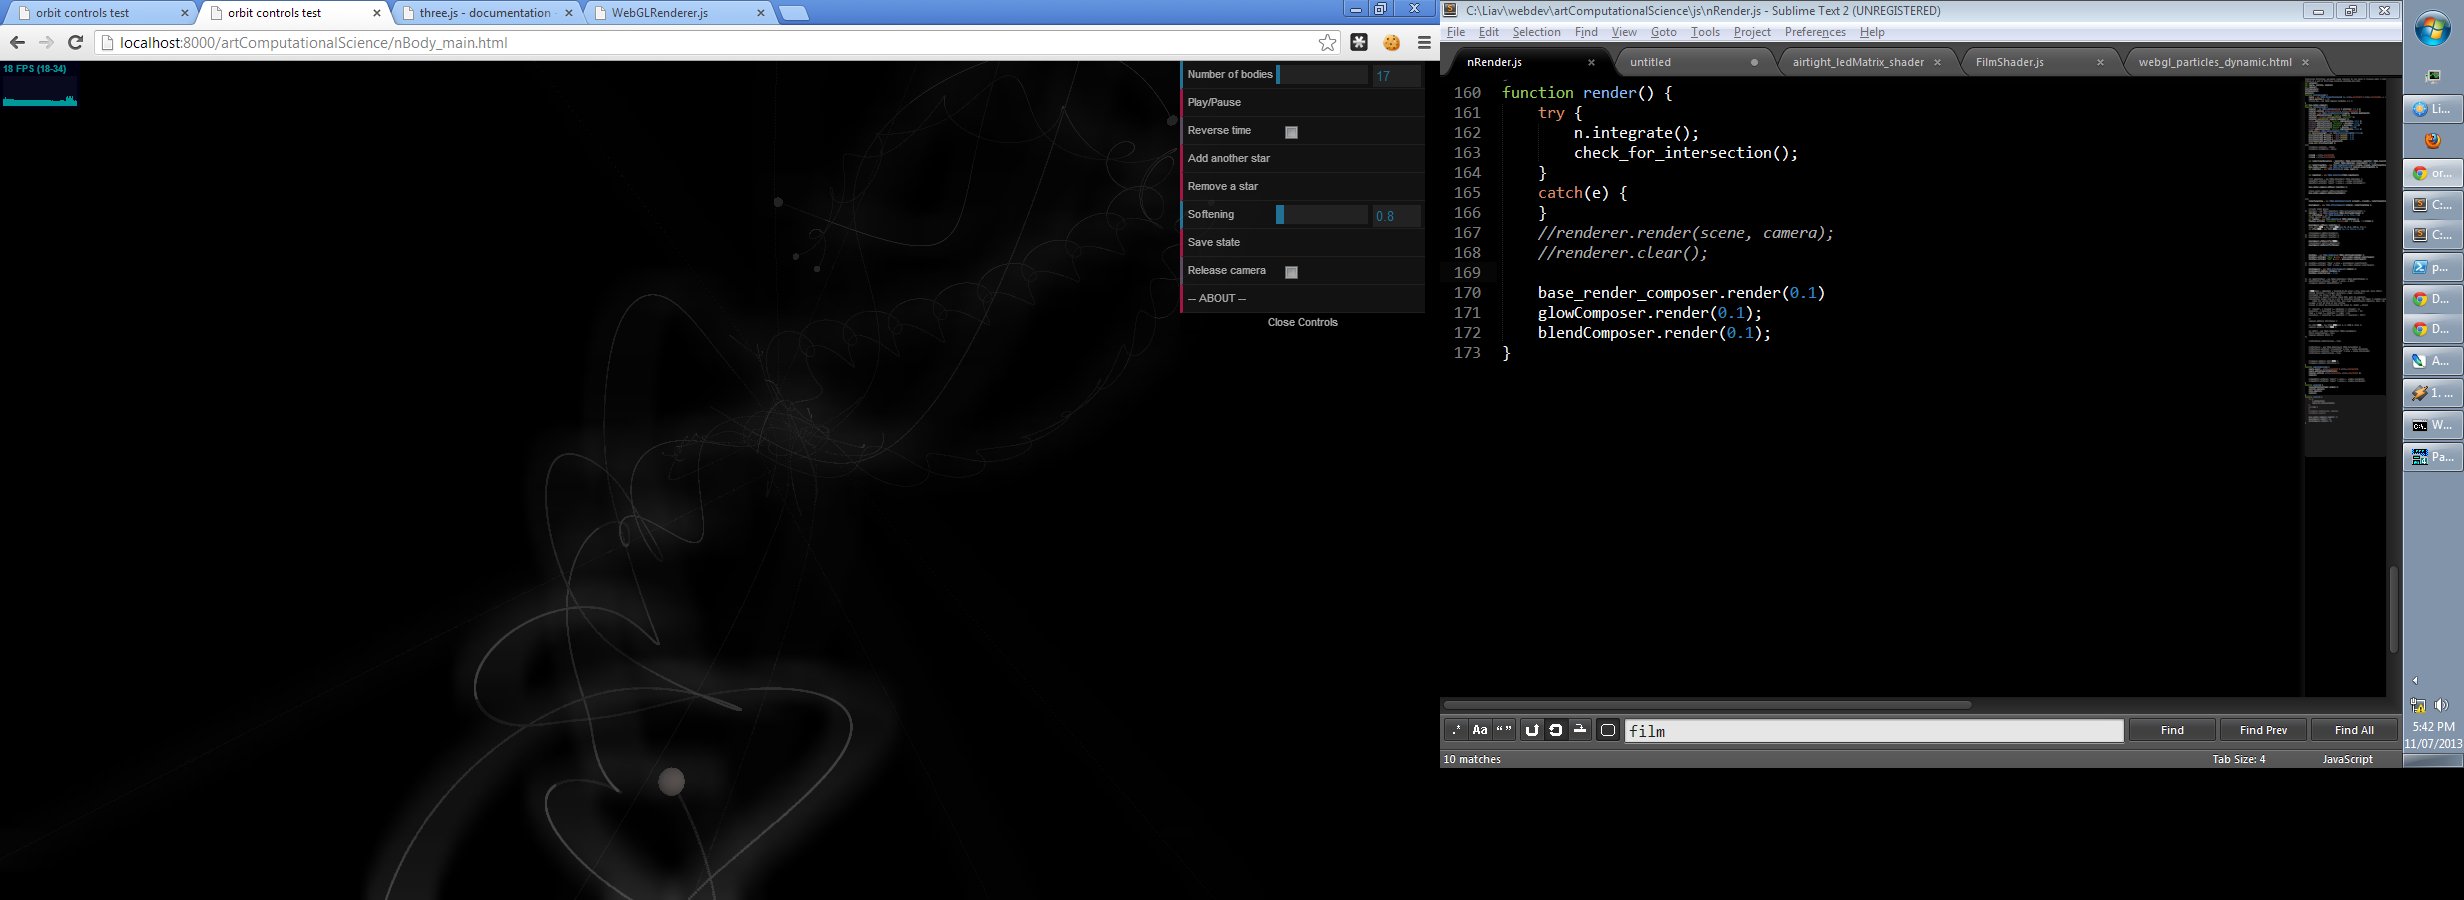 orbit control test
orbit controls test
three.js - documentation
WebGLRenderer.js
localhost:8000/artComputationalScience/nBody_main.html
18 FPS (18-34)
Number of bodies 17
Play/Pause
Reverse time
Add another star
Remove a star
Softening 0.8
Save state
Release camera
-- ABOUT --
Close Controls
C:\Liav\webdev\artComputationalScience\js\nRender.js - Sublime Text 2 (UNREGISTERED)
File Edit Selection Find View Goto Tools Project Preferences Help
nRender.js untitled airtight_ledMatrix_shader FilmShader.js webgl_particles_dynamic.html
160 function render() {
161 try {
162 n.integrate();
163 check_for_intersection();
164 }
165 catch(e) {
166 }
167 //renderer.render(scene, camera);
168 //renderer.clear();
169
170 base_render_composer.render(0.1)
171 glowComposer.render(0.1);
172 blendComposer.render(0.1);
173 }
.* Aa “” film Find Find Prev Find All
10 matches Tab Size: 4 JavaScript
Li...
or...
C:...
C:...
p...
D...
D...
A...
1. ...
W...
Pa...
5:42 PM
11/07/2013